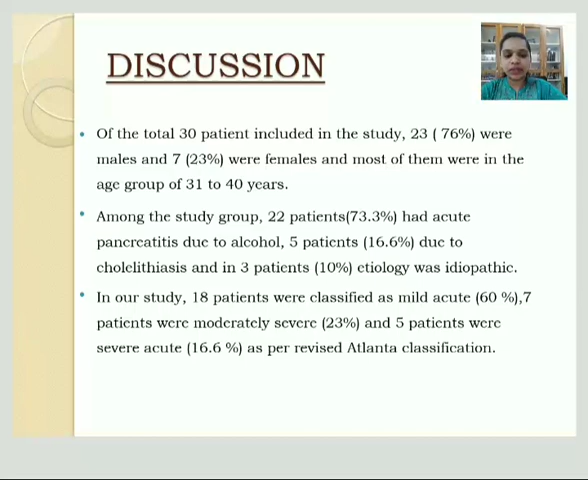 DISCUSSION
Of the total 30 patient included in the study, 23 ( 76%) were
males and 7 (23%) were females and most of them were in the
age group of 31 to 40 years.
Among the study group, 22 patients(73.3%) had acute
pancreatitis due to alcohol, 5 patients (16.6%) due to
cholelithiasis and in 3 patients (10%) etiology was idiopathic.
In our study, 18 patients were classified as mild acute (60 %),7
patients were moderately severe (23%) and 5 patients were
severe acute (16.6 %) as per revised Atlanta classification.